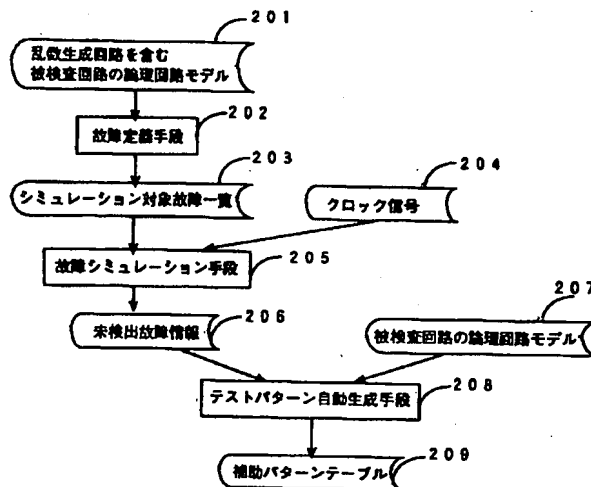 201
乱数生成回路を含む
被検査回路の論理回路モデル
202
故障定義手段
203
シミュレーション対象故障一覧
204
クロック信号
故障シミュレーション手段
205
未検出故障情報
206
207
被検査回路の論理回路モデル
テストパターン自動生成手段
208
補助パターンテーブル
209